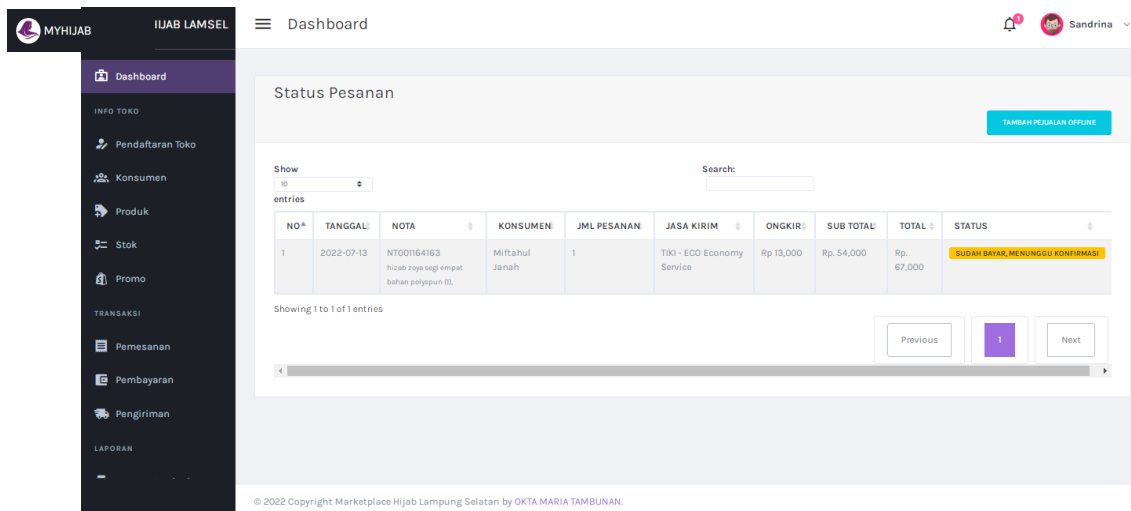 MYHIJAB
IIJAB LAMSEL
Dashboard
1
Sandrina
Dashboard
INFO TOKO
Pendaftaran Toko
Konsumen
Produk
Stok
Promo
TRANSAKSI
Pemesanan
Pembayaran
Pengiriman
LAPORAN
Status Pesanan
TAMBAH PEJUALAN OFFLINE
Show
10
entries
Search:
NO TANGGAL NOTA KONSUMEN JML PESANAN JASA KIRIM ONGKIR SUB TOTAL TOTAL STATUS
1 2022-07-13 NT001164163 Miftahul 1 TIKI - ECO Economy Rp 13,000 Rp. 54,000 Rp. SUDAH BAYAR, MENUNGGU KONFIRMASI
hizab zoya segi empat Janah Service 67,000
bahan polyspun (1),
Showing 1 to 1 of 1 entries
Previous 1 Next
© 2022 Copyright Marketplace Hijab Lampung Selatan by OKTA MARIA TAMBUNAN.